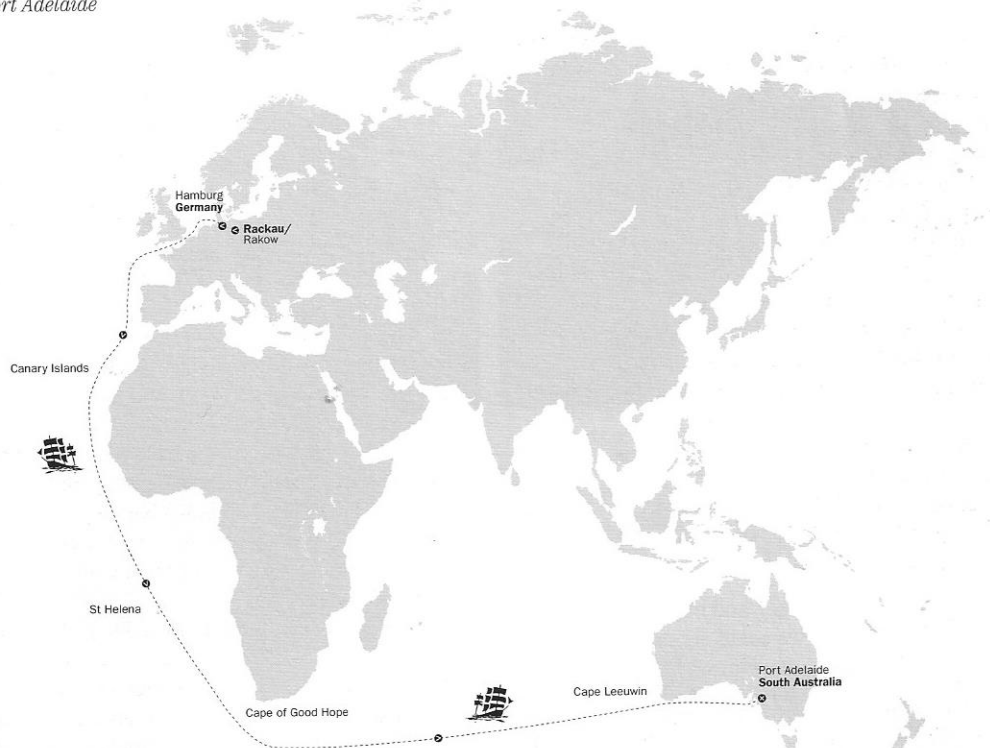 Port Adelaide
Hamburg
Germany
Rackau/
Rakow
Canary Islands
St Helena
Cape of Good Hope
Cape Leeuwin
Port Adelaide
South Australia